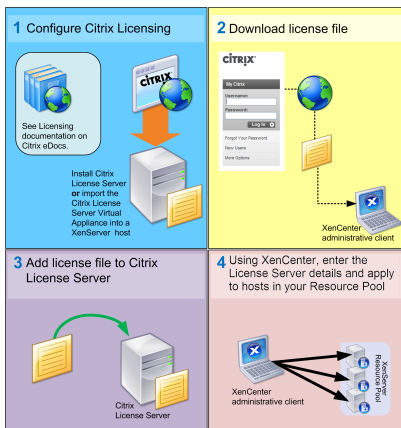 1 Configure Citrix Licensing
CITRIX
See Licensing
documentation on
Citrix eDocs.
Install Citrix
License Server
or import the
Citrix License
Server Virtual
Appliance into a
XenServer host
2 Download license file
CITRIX
My Citrix
Username:
Password:
Log In
Forgot Your Password
New Users
More Options
XenCenter
administrative client
3 Add license file to Citrix
License Server
Citrix
License Server
4 Using XenCenter, enter the
License Server details and apply
to hosts in your Resource Pool
XenCenter
administrative client
XenServer
Resource Pool